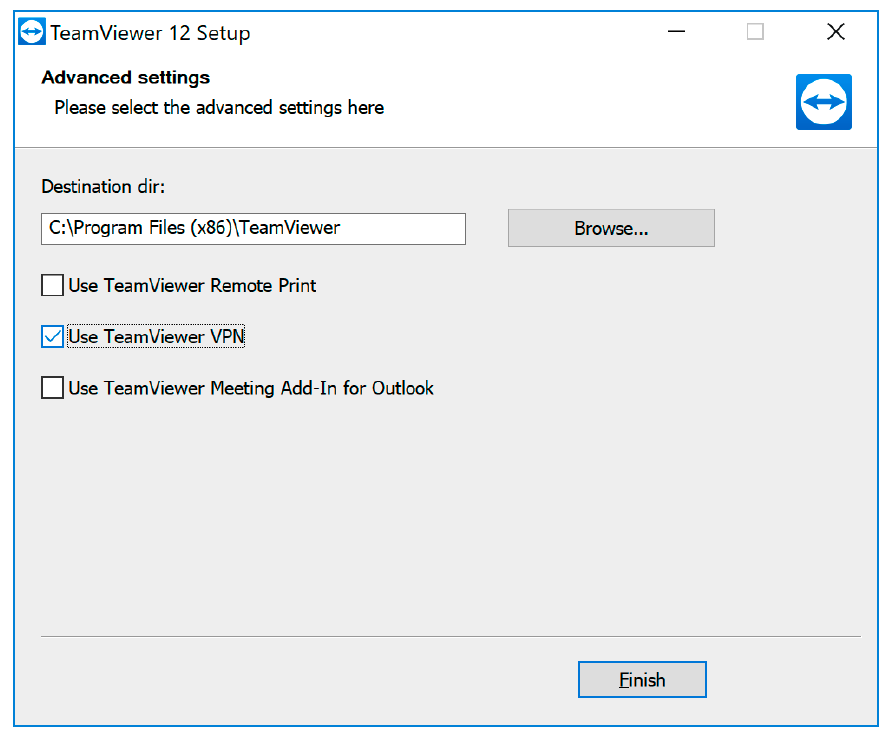 TeamViewer 12 Setup
Advanced settings
Please select the advanced settings here
Destination dir:
C:\Program Files (x86)\TeamViewer
Browse...
Use TeamViewer Remote Print
Use TeamViewer VPN
Use TeamViewer Meeting Add-In for Outlook
Finish